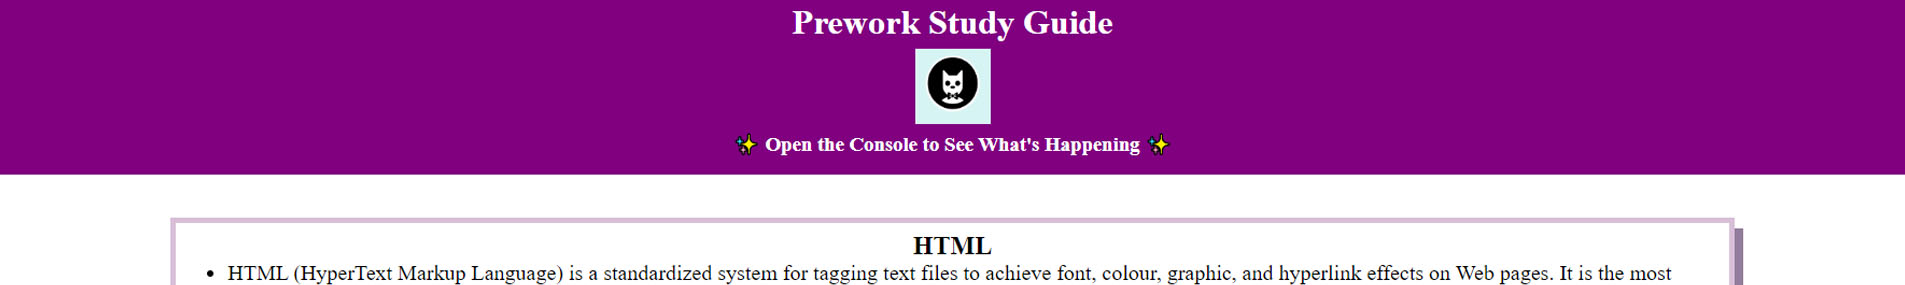 Prework Study Guide
✨ Open the Console to See What's Happening ✨
HTML
• HTML (HyperText Markup Language) is a standardized system for tagging text files to achieve font, colour, graphic, and hyperlink effects on Web pages. It is the most